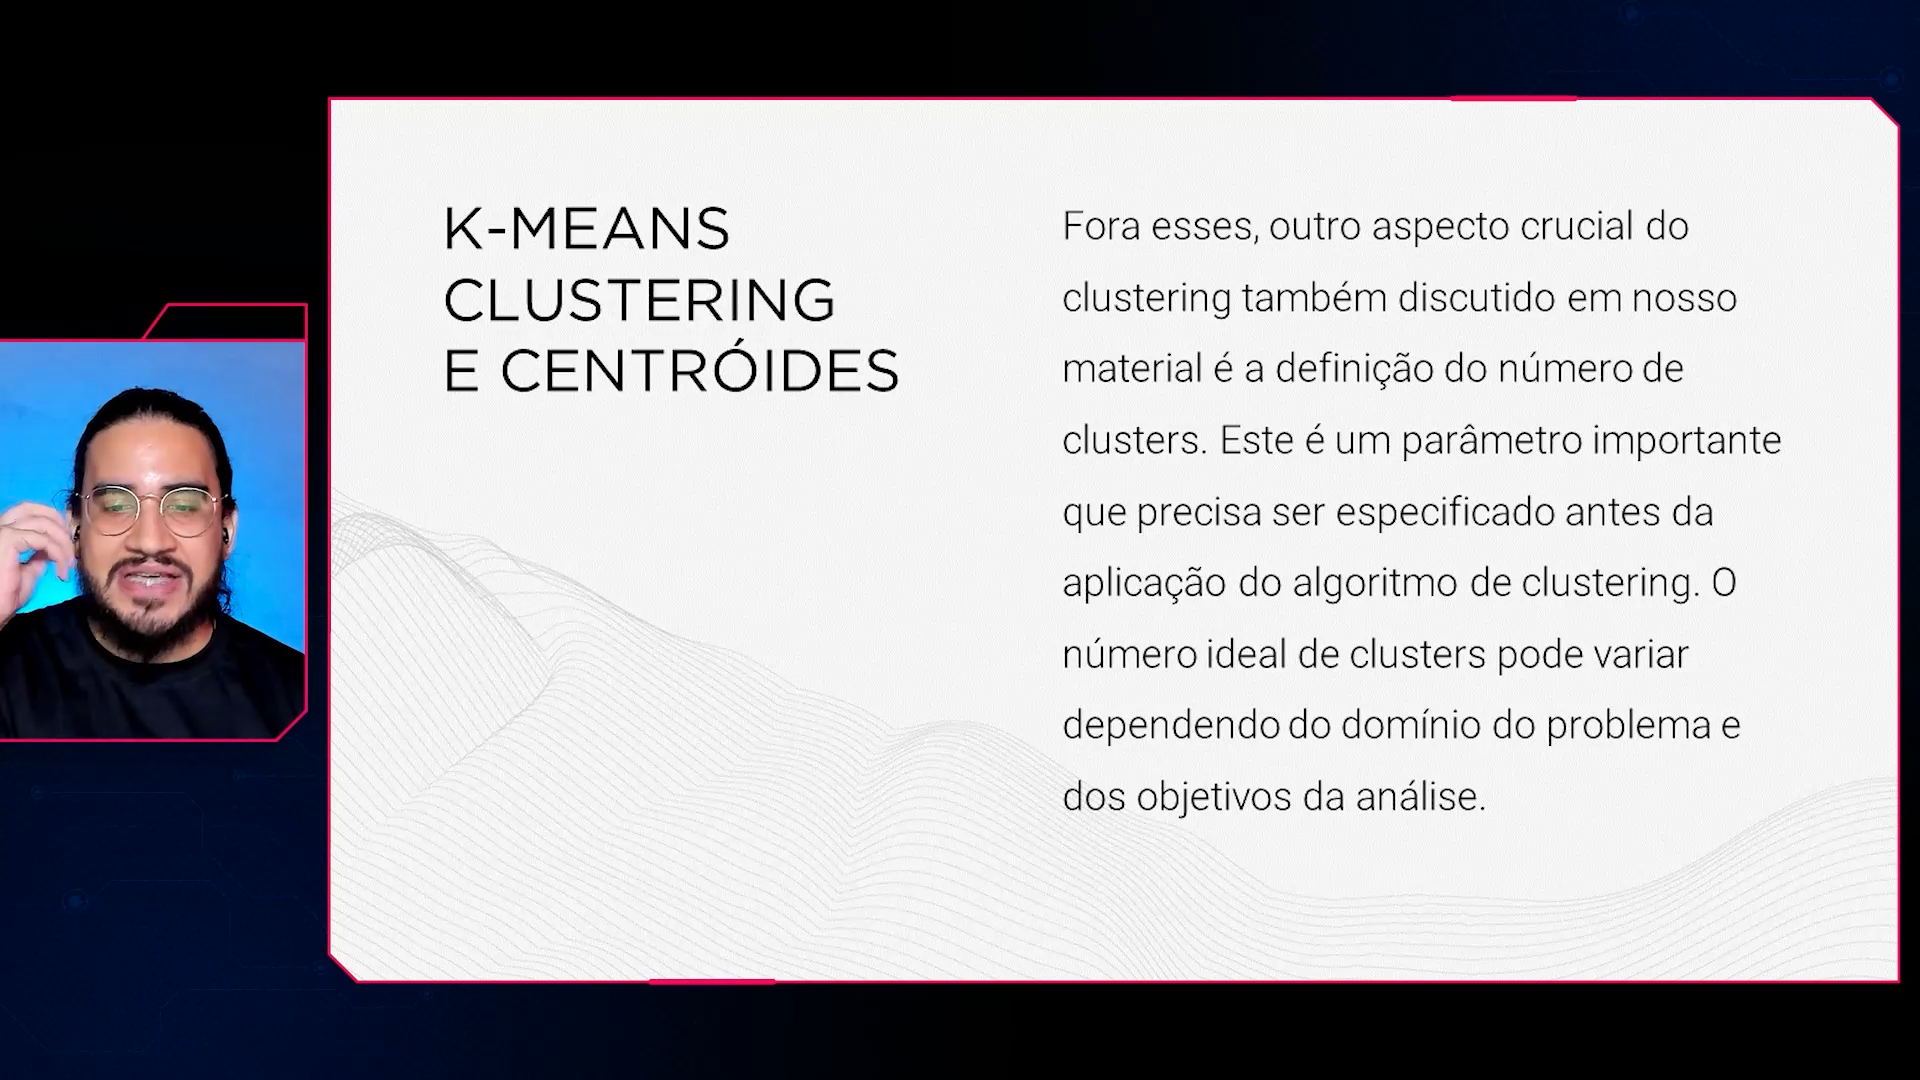 K-MEANS
CLUSTERING
E CENTRÓIDES
Fora esses, outro aspecto crucial do
clustering também discutido em nosso
material é a definição do número de
clusters. Este é um parâmetro importante
que precisa ser especificado antes da
aplicação do algoritmo de clustering. O
número ideal de clusters pode variar
dependendo do domínio do problema e
dos objetivos da análise.